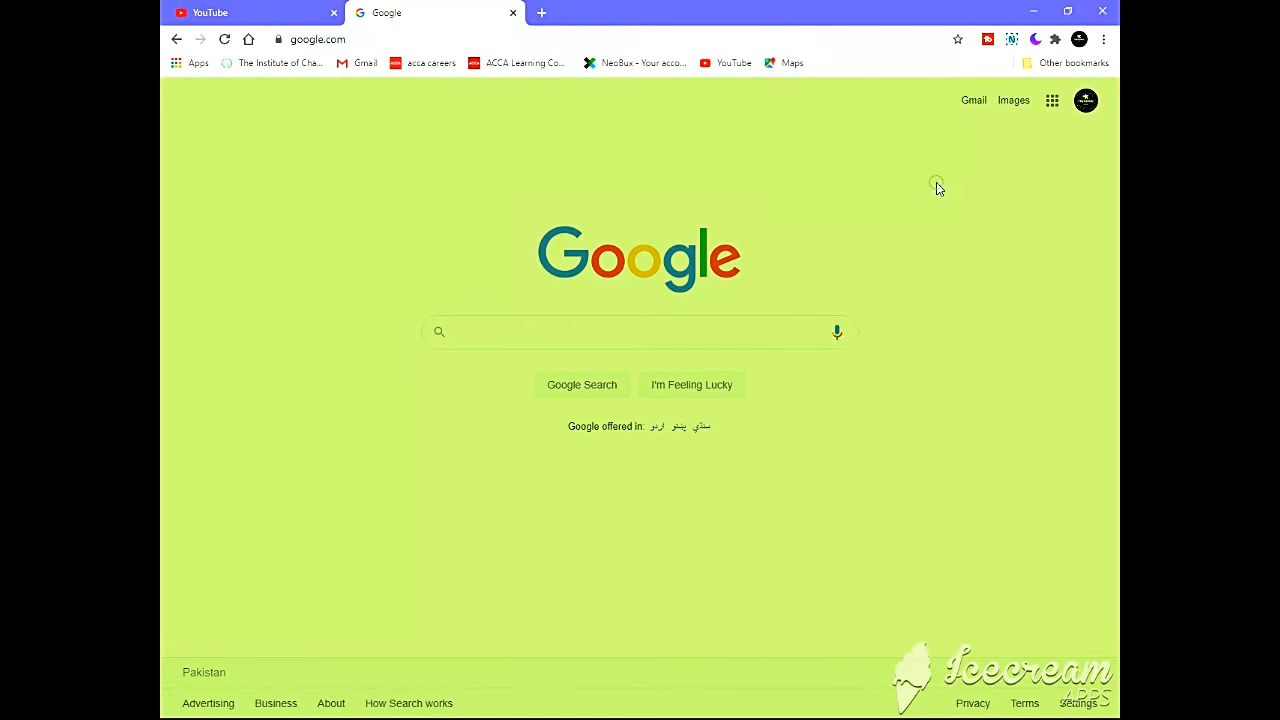 YouTube Google
google.com
Apps The Institute of Cha... Gmail acca careers ACCA Learning Co... NeoBux - Your acco... YouTube Maps Other bookmarks
Gmail Images
Google
Google Search I'm Feeling Lucky
Google offered in: اردو پښتو سنڌي
Pakistan
Icecream
APPS
Advertising Business About How Search works Privacy Terms Settings